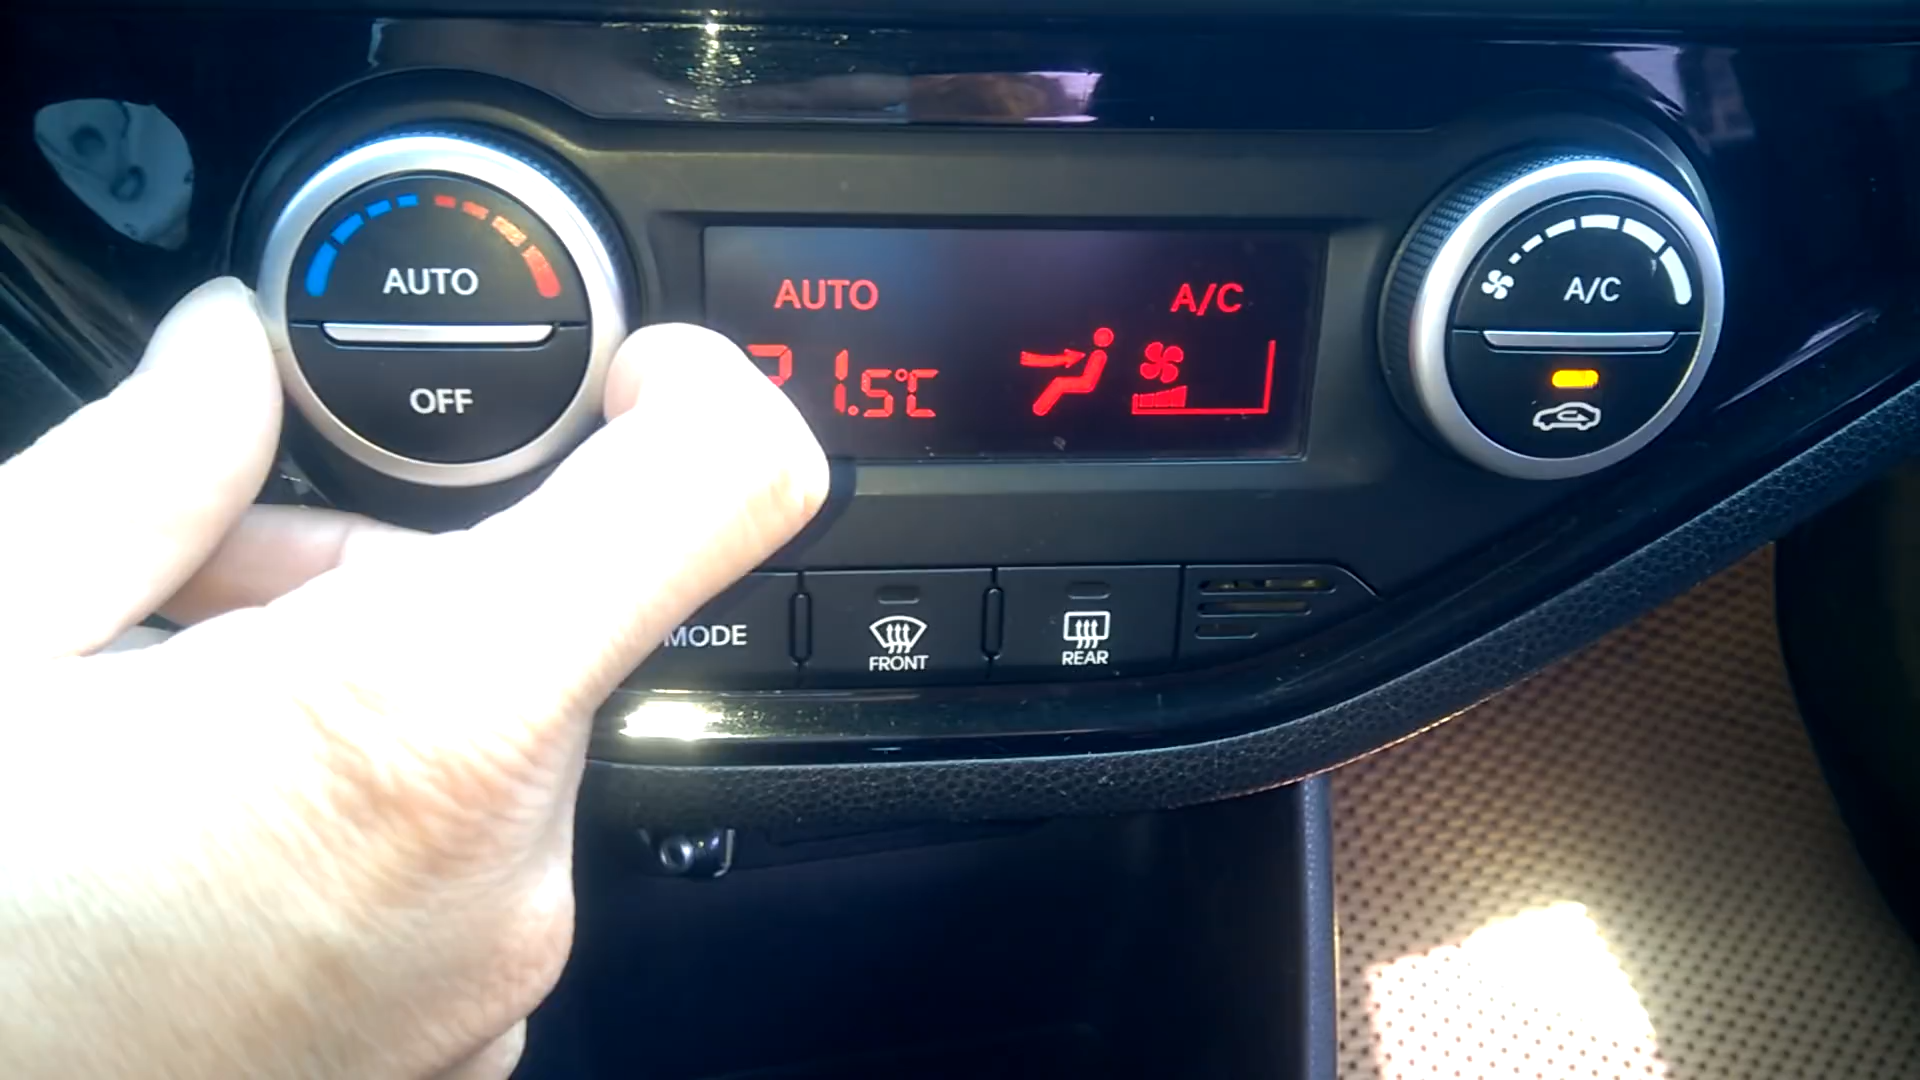 AUTO
OFF
AUTO
A/C
1.5°C
A/C
MODE
FRONT
REAR